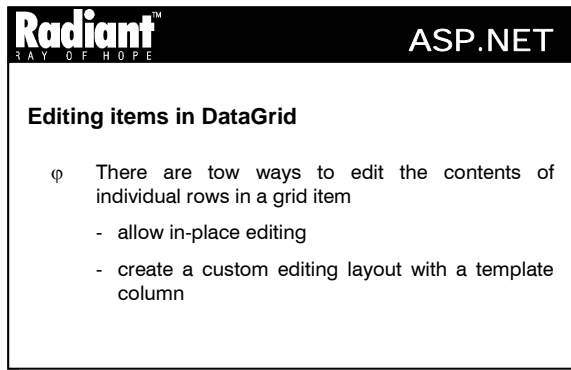 Radiant™
RAY OF HOPE
ASP.NET
Editing items in DataGrid
φ There are tow ways to edit the contents of
individual rows in a grid item
- allow in-place editing
- create a custom editing layout with a template
column